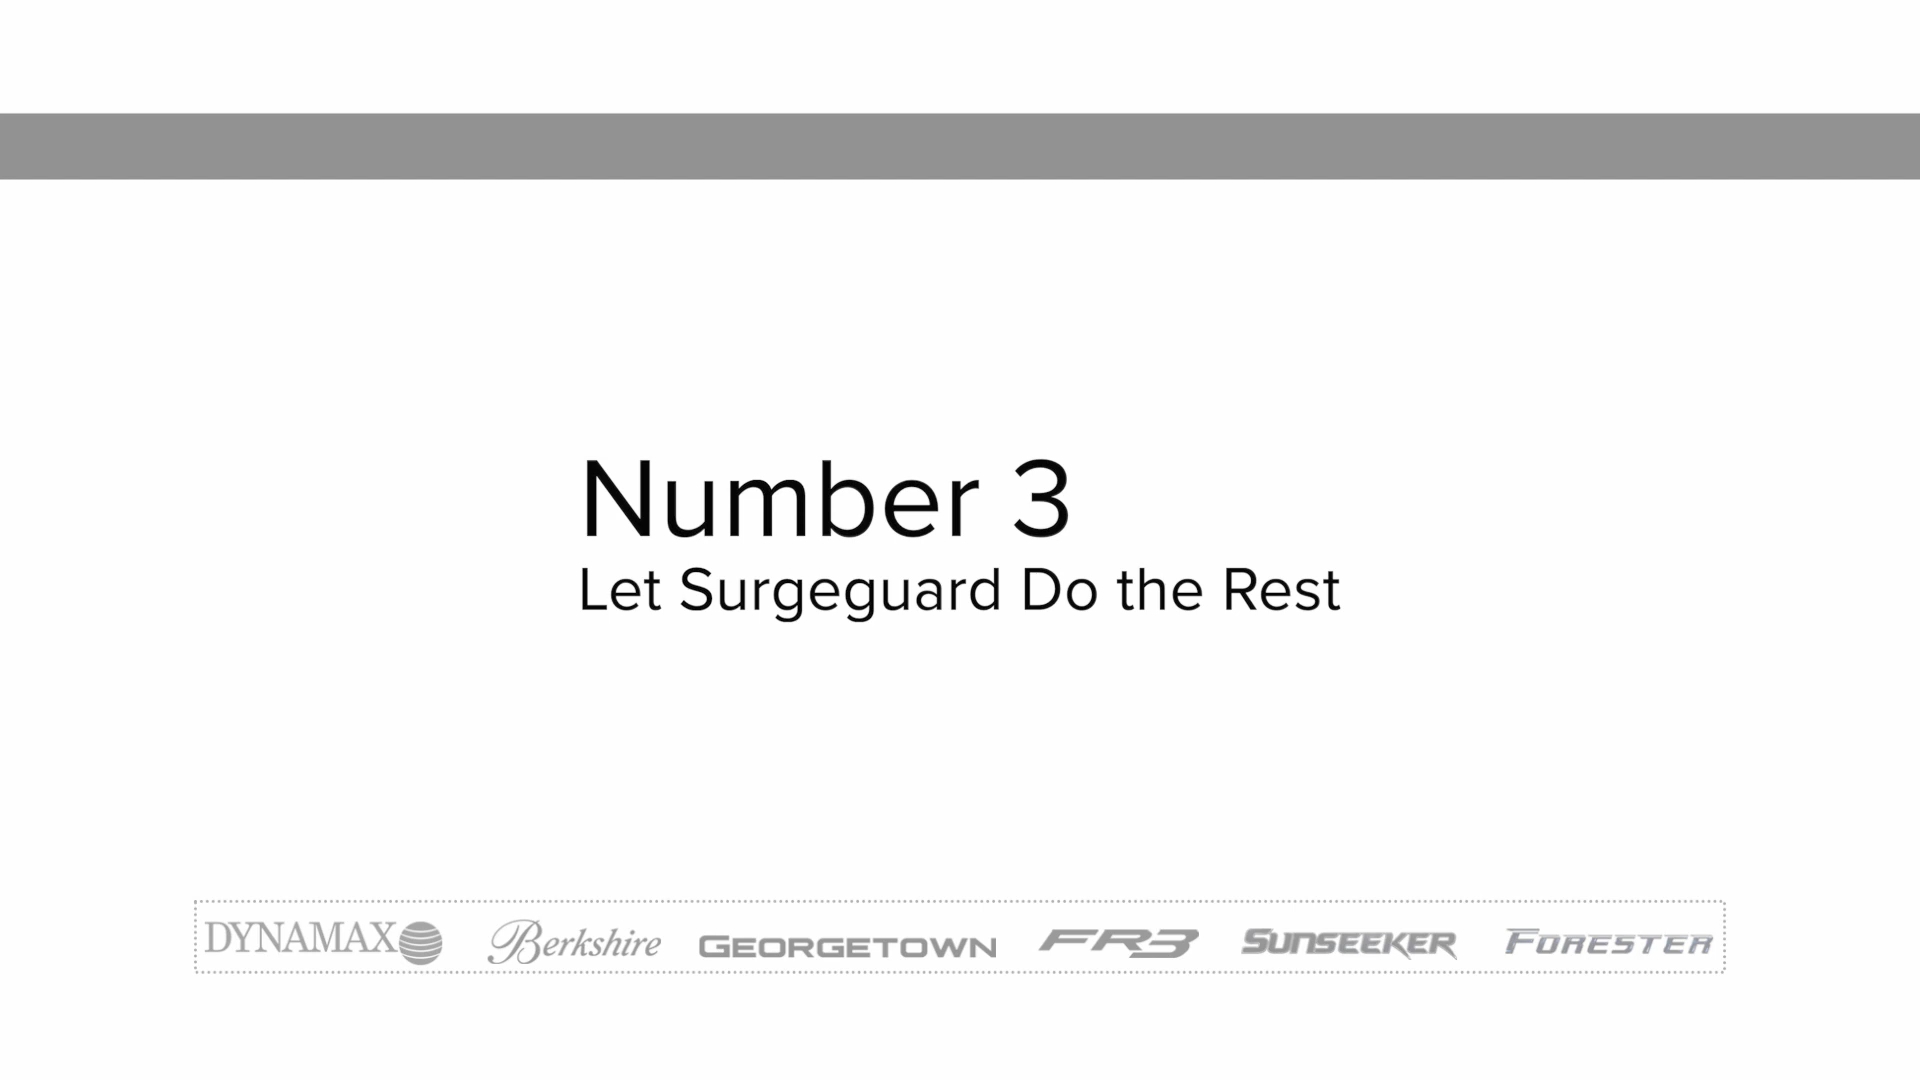 Number 3
Let Surgeguard Do the Rest
DYNAMAX Berkshire GEORGETOWN FR3 SUNSEEKER FORESTER